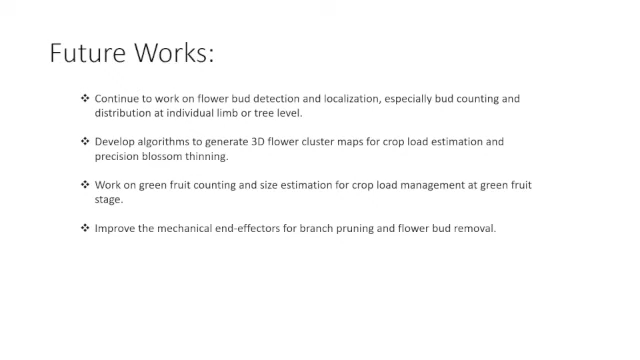 Future Works:
❖ Continue to work on flower bud detection and localization, especially bud counting and
distribution at individual limb or tree level.
❖ Develop algorithms to generate 3D flower cluster maps for crop load estimation and
precision blossom thinning.
❖ Work on green fruit counting and size estimation for crop load management at green fruit
stage.
❖ Improve the mechanical end-effectors for branch pruning and flower bud removal.